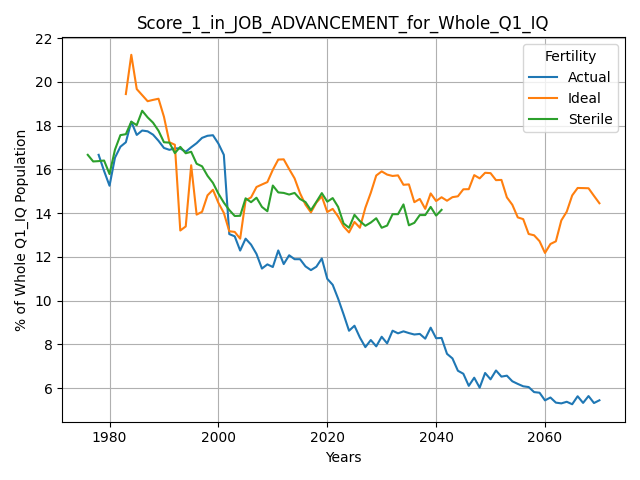 Score_1_in_JOB_ADVANCEMENT_for_Whole_Q1_IQ
22
20
18
16
14
12
10
8
6
% of Whole Q1_IQ Population
Fertility
Actual
Ideal
Sterile
1980
2000
2020
2040
2060
Years